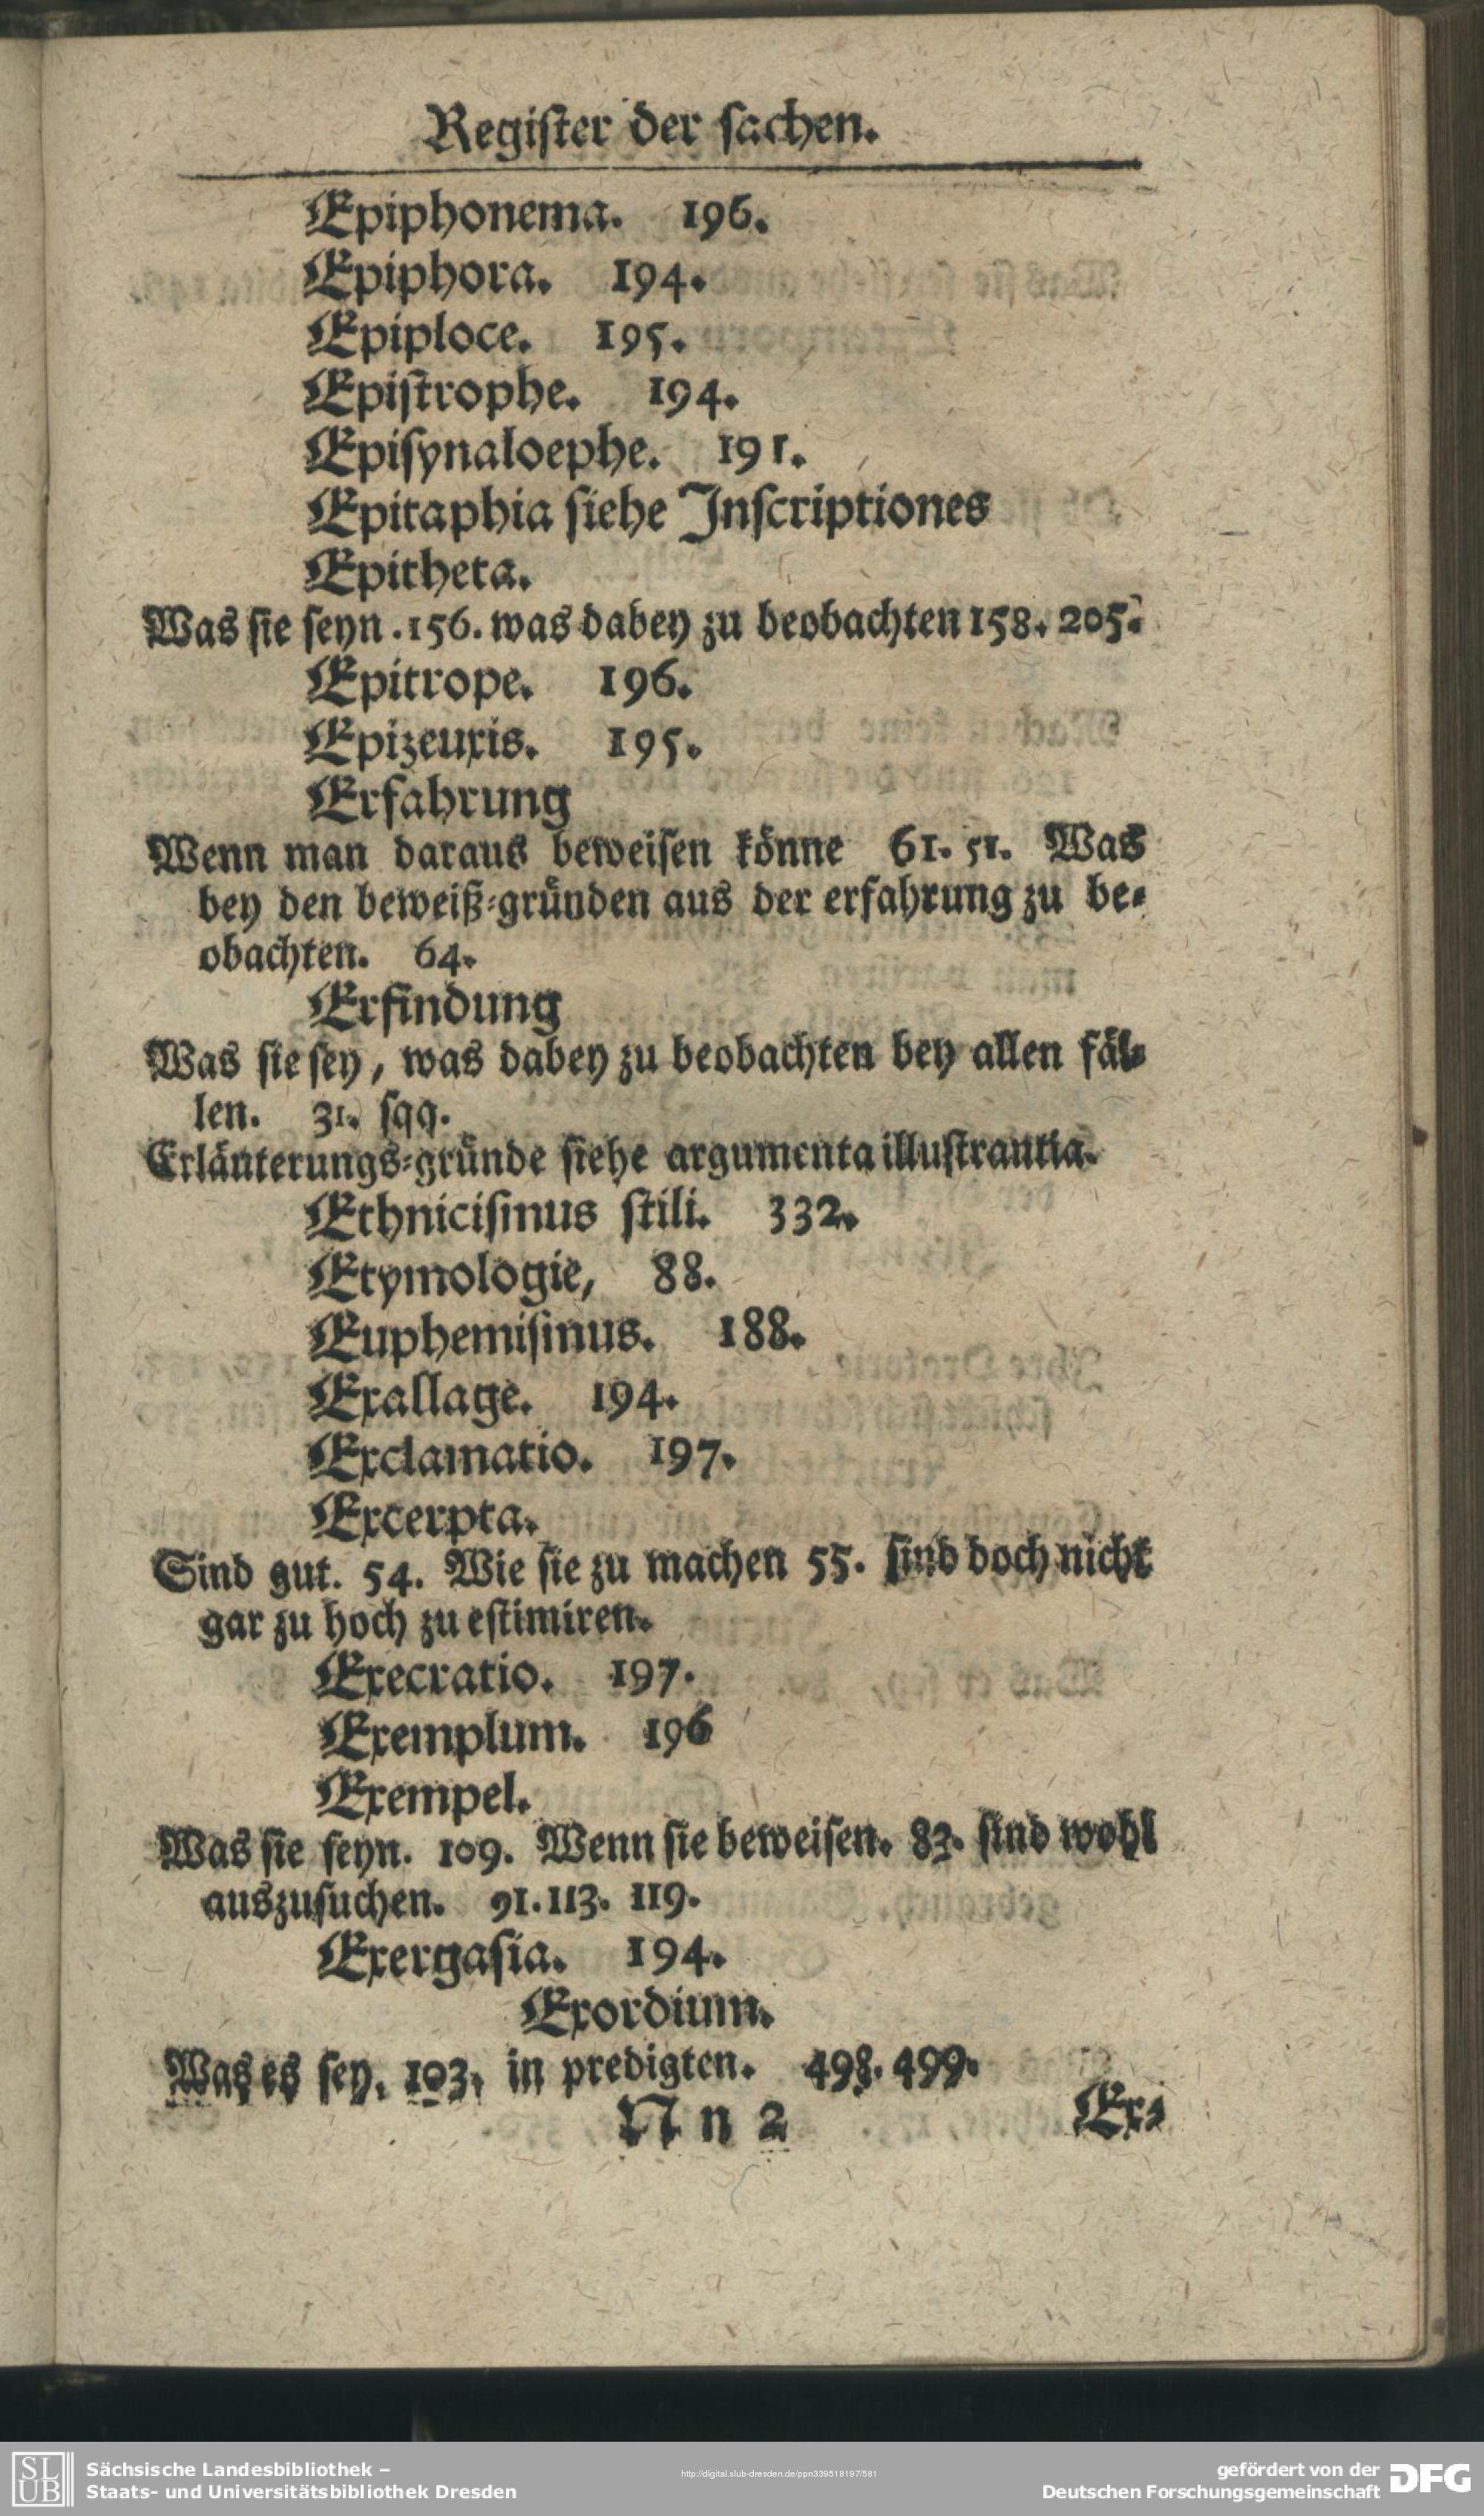 Regiſter der ſachen.
Epiphonema. 196.
Epiphora. 194.
Epiploce. 195.
Epiſtrophe. 194.
Epiſynaloephe. 191.
Epitaphia ſiehe Inſcriptiones
Epitheta.
Was ſie ſeyn. 156. was dabey zu beobachten 158. 205.
Epitrope. 196.
Epizeuxis. 195.
Erfahrung
Wenn man daraus beweiſen könne 61. 51. Was
bey den beweiß-gründen aus der erfahrung zu be-
obachten. 64.
Erfindung
Was ſie ſey, was dabey zu beobachten bey allen fäl-
len. 31. ſqq.
Erläuterungs-gründe ſiehe argumenta illuſtrantia.
Ethniciſmus ſtili. 332.
Etymologie, 88.
Euphemiſmus. 188.
Exallage. 194.
Exclamatio. 197.
Excerpta.
Sind gut. 54. Wie ſie zu machen 55. ſind doch nicht
gar zu hoch zu eſtimiren.
Execratio. 197.
Exemplum. 196
Exempel.
Was ſie ſeyn. 109. Wenn ſie beweiſen. 83. ſind wohl
auszuſuchen. 91. 113. 119.
Exergaſia. 194.
Exordium.
Was es ſey. 103. in predigten. 498. 499.
N n 2
Ex-
SLUB
Sächsische Landesbibliothek –
Staats- und Universitätsbibliothek Dresden
http://digital.slub-dresden.de/ppn339518197/581
gefördert von der
Deutschen Forschungsgemeinschaft
DFG